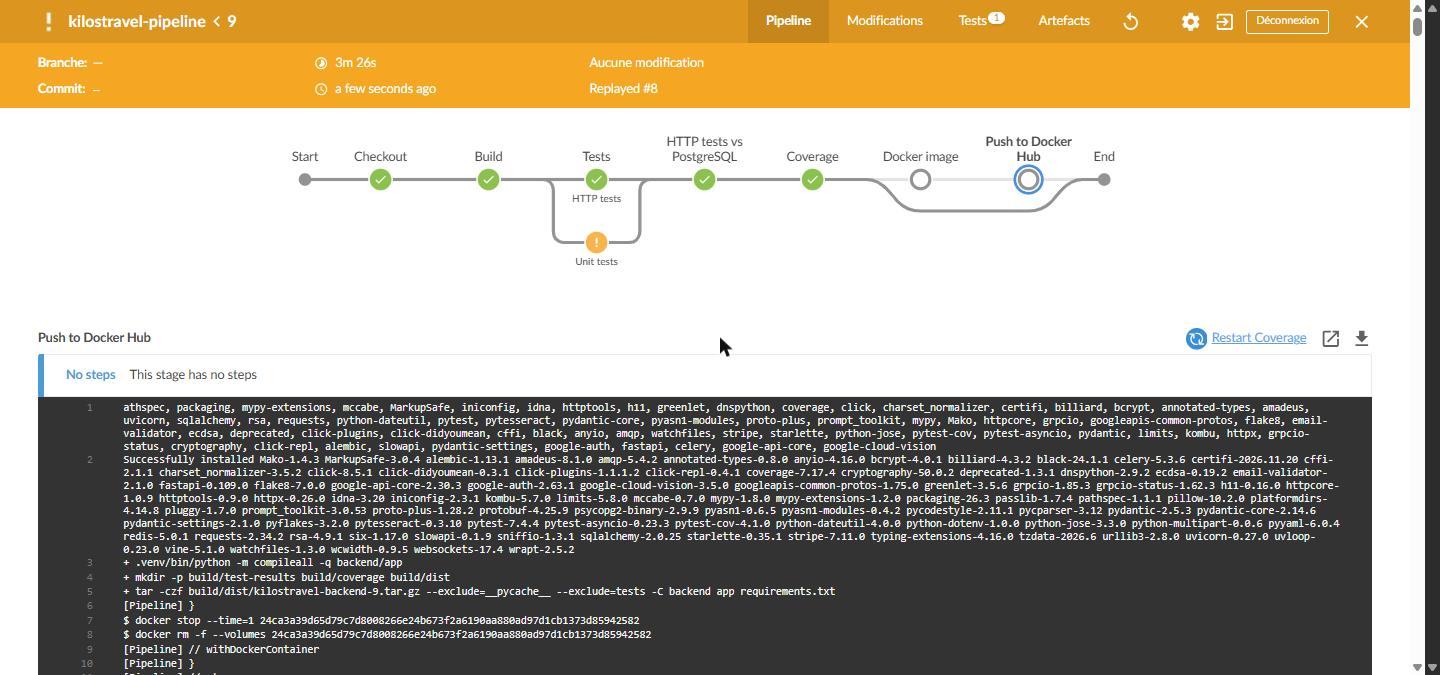 kilostravel-pipeline < 9
Pipeline
Modifications
Tests 1
Artefacts
Déconnexion
Branche: —
3m 26s
Aucune modification
Commit: –
a few seconds ago
Replayed #8
Start
Checkout
Build
Tests
HTTP tests vs
PostgreSQL
Coverage
Docker image
Push to Docker
Hub
End
HTTP tests
Unit tests
Push to Docker Hub
Restart Coverage
No steps This stage has no steps
1 athspec, packaging, mypy-extensions, mccabe, MarkupSafe, iniconfig, idna, httptools, h11, greenlet, dnspython, coverage, click, charset_normalizer, certifi, billiard, bcrypt, annotated-types, amadeus,
uvicorn, sqlalchemy, rsa, requests, python-dateutil, pytest, pytesseract, pydantic-core, pyasn1-modules, proto-plus, prompt_toolkit, mypy, Mako, httpcore, grpcio, googleapis-common-protos, flake8, email-
validator, ecdsa, deprecated, click-plugins, click-didyoumean, cffi, black, anyio, amqp, watchfiles, stripe, starlette, python-jose, pytest-cov, pytest-asyncio, pydantic, limits, kombu, httpx, grpcio-
status, cryptography, click-repl, alembic, slowapi, pydantic-settings, google-auth, fastapi, celery, google-api-core, google-cloud-vision
2 Successfully installed Mako-1.4.3 MarkupSafe-3.0.4 alembic-1.13.1 amadeus-8.1.0 amqp-5.4.2 annotated-types-0.8.0 anyio-4.16.0 bcrypt-4.0.1 billiard-4.3.2 black-24.1.1 celery-5.3.6 certifi-2026.11.20 cffi-
2.1.1 charset_normalizer-3.5.2 click-8.5.1 click-didyoumean-0.3.1 click-plugins-1.1.1.2 click-repl-0.4.1 coverage-7.17.4 cryptography-50.0.2 deprecated-1.3.1 dnspython-2.9.2 ecdsa-0.19.2 email-validator-
2.1.0 fastapi-0.109.0 flake8-7.0.0 google-api-core-2.30.3 google-auth-2.63.1 google-cloud-vision-3.5.0 googleapis-common-protos-1.75.0 greenlet-3.5.6 grpcio-1.85.3 grpcio-status-1.62.3 h11-0.16.0 httpcore-
1.0.9 httptools-0.9.0 httpx-0.26.0 idna-3.20 iniconfig-2.3.1 kombu-5.7.0 limits-5.8.0 mccabe-0.7.0 mypy-1.8.0 mypy-extensions-1.2.0 packaging-26.3 passlib-1.7.4 pathspec-1.1.1 pillow-10.2.0 platformdirs-
4.14.8 pluggy-1.7.0 prompt_toolkit-3.0.53 proto-plus-1.28.2 protobuf-4.25.9 psycopg2-binary-2.9.9 pyasn1-0.6.5 pyasn1-modules-0.4.2 pycodestyle-2.11.1 pycparser-3.12 pydantic-2.5.3 pydantic-core-2.14.6
pydantic-settings-2.1.0 pyflakes-3.2.0 pytesseract-0.3.10 pytest-7.4.4 pytest-asyncio-0.23.3 pytest-cov-4.1.0 python-dateutil-4.0.0 python-dotenv-1.0.0 python-jose-3.3.0 python-multipart-0.0.6 pyyaml-6.0.4
redis-5.0.1 requests-2.34.2 rsa-4.9.1 six-1.17.0 slowapi-0.1.9 sniffio-1.3.1 sqlalchemy-2.0.25 starlette-0.35.1 stripe-7.11.0 typing-extensions-4.16.0 tzdata-2026.6 urllib3-2.8.0 uvicorn-0.27.0 uvloop-
0.23.0 vine-5.1.0 watchfiles-1.3.0 wcwidth-0.9.5 websockets-17.4 wrapt-2.5.2
3 + .venv/bin/python -m compileall -q backend/app
4 + mkdir -p build/test-results build/coverage build/dist
5 + tar -czf build/dist/kilostravel-backend-9.tar.gz --exclude=__pycache__ --exclude=tests -C backend app requirements.txt
6 [Pipeline] }
7 $ docker stop --time=1 24ca3a39d65d79c7d8008266e24b673f2a6190aa880ad97d1cb1373d85942582
8 $ docker rm -f --volumes 24ca3a39d65d79c7d8008266e24b673f2a6190aa880ad97d1cb1373d85942582
9 [Pipeline] // withDockerContainer
10 [Pipeline] }